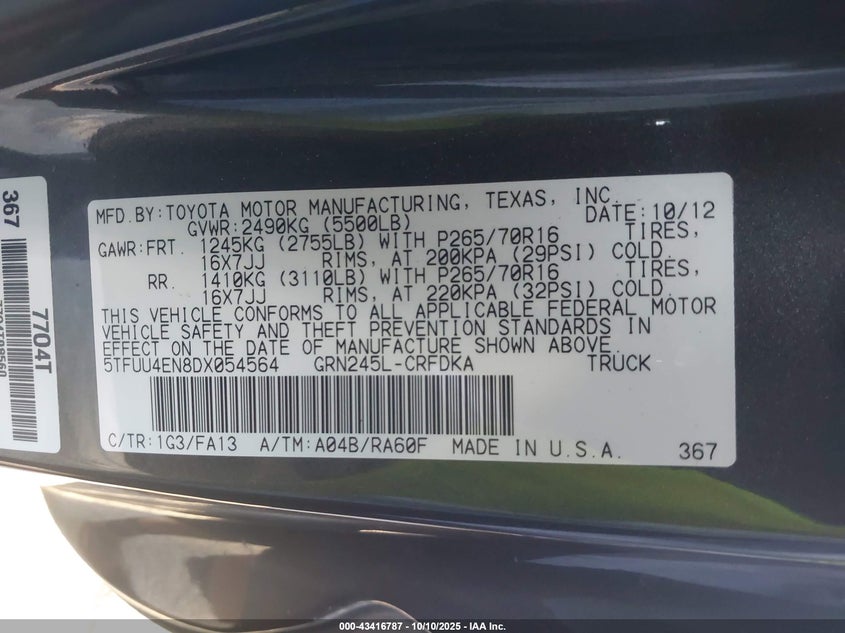 MFD.BY:TOYOTA MOTOR MANUFACTURING, TEXAS, INC.
GVWR:2490KG (5500LB) DATE:10/12
GAWR:FRT. 1245KG (2755LB) WITH P265/70R16 TIRES,
16X7JJ RIMS, AT 200KPA (29PSI) COLD.
RR. 1410KG (3110LB) WITH P265/70R16 TIRES,
16X7JJ RIMS, AT 220KPA (32PSI) COLD.
THIS VEHICLE CONFORMS TO ALL APPLICABLE FEDERAL MOTOR
VEHICLE SAFETY AND THEFT PREVENTION STANDARDS IN
EFFECT ON THE DATE OF MANUFACTURE SHOWN ABOVE.
5TFUU4EN8DX054564 GRN245L-CRFDKA TRUCK
C/TR:1G3/FA13 A/TM:A04B/RA60F MADE IN U.S.A. 367
367
7704T
000-43416787 - 10/10/2025 - IAA Inc.